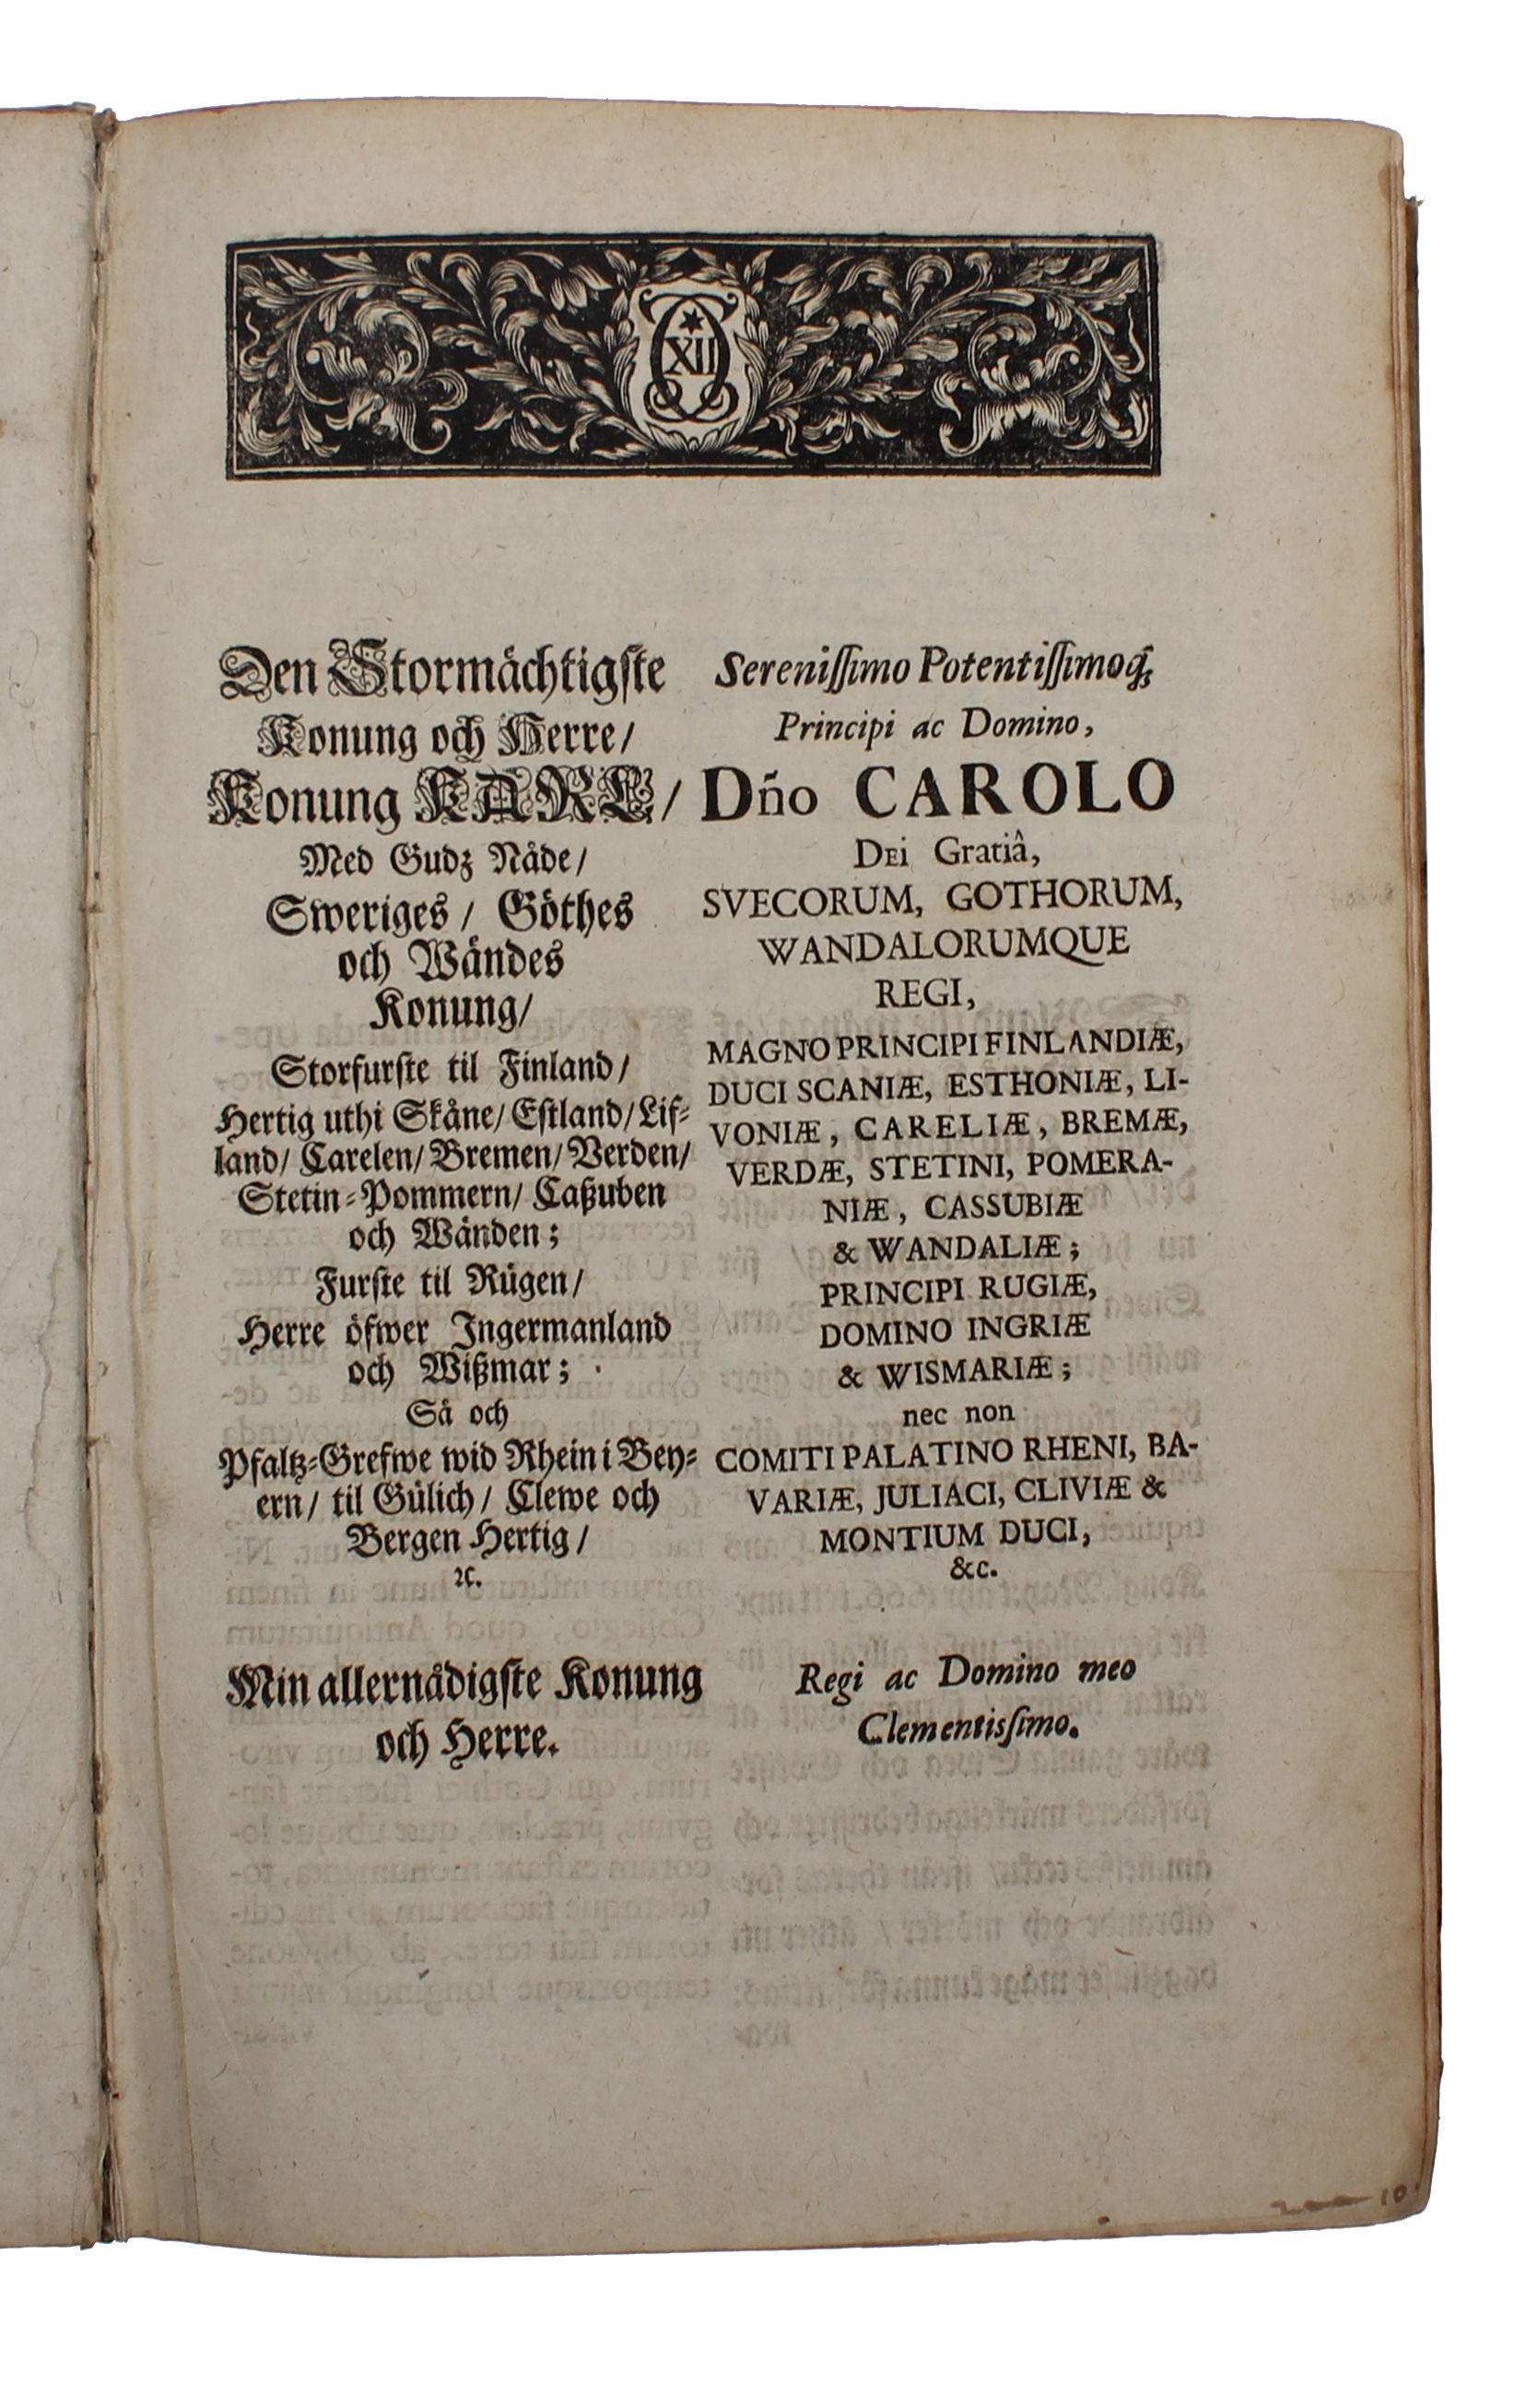 XII
Den Stormächtigste
Konung och Herre/
Konung KARL/
Med Gudz Nåde/
Sweriges/ Göthes
och Wändes
Konung/
Storfurste til Finland/
Hertig uthi Skåne/ Estland/ Lif-
land/ Carelen/ Bremen/ Verden/
Stetin-Pommern/ Caßuben
och Wänden;
Furste til Rügen/
Herre öfwer Ingermanland
och Wißmar;
Så och
Pfaltz-Grefwe wid Rhein i Bey-
ern/ til Gülich/ Clewe och
Bergen Hertig/
ꝛc.
Min allernådigste Konung
och Herre.
Sereniſſimo Potentiſſimoq́;
Principi ac Domino,
Dño CAROLO
DEI Gratiâ,
SVECORUM, GOTHORUM,
WANDALORUMQUE
REGI,
MAGNO PRINCIPI FINLANDIÆ,
DUCI SCANIÆ, ESTHONIÆ, LI-
VONIÆ, CARELIÆ, BREMÆ,
VERDÆ, STETINI, POMERA-
NIÆ, CASSUBIÆ
& WANDALIÆ;
PRINCIPI RUGIÆ,
DOMINO INGRIÆ
& WISMARIÆ;
nec non
COMITI PALATINO RHENI, BA-
VARIÆ, JULIACI, CLIVIÆ &
MONTIUM DUCI,
&c.
Regi ac Domino meo
Clementisſimo.